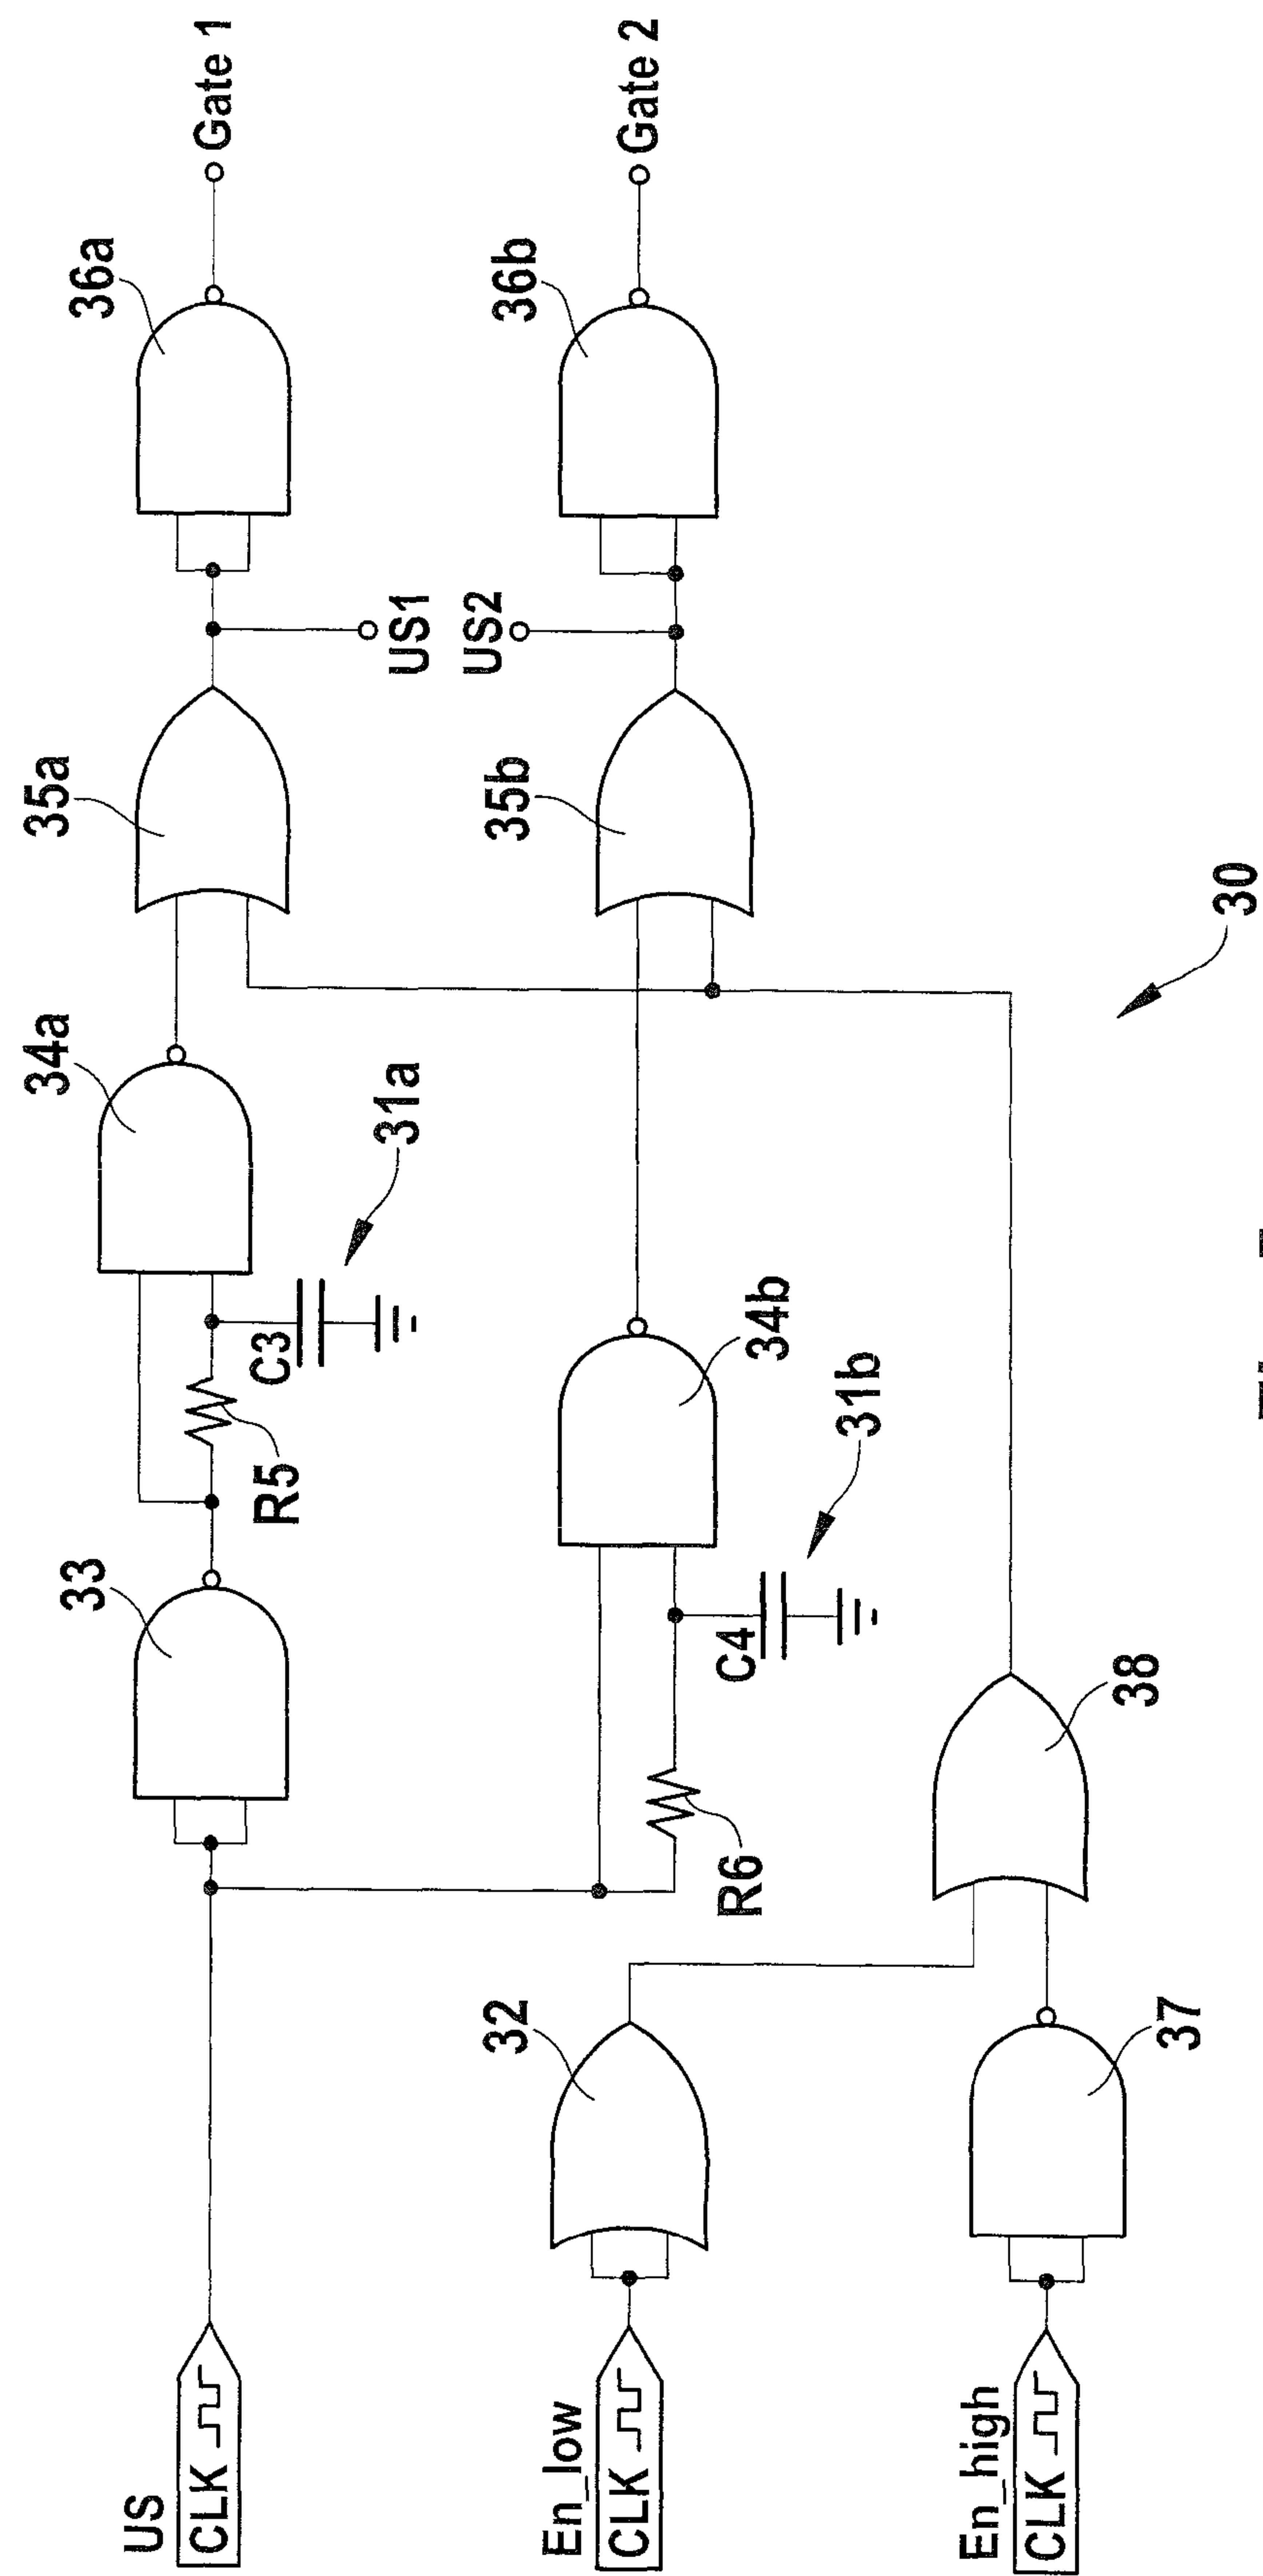 US
CLK
En_low
CLK
En_high
CLK
33
R5
C3
31a
34a
35a
US1
36a
Gate 1
R6
C4
31b
34b
35b
US2
36b
Gate 2
32
37
38
30